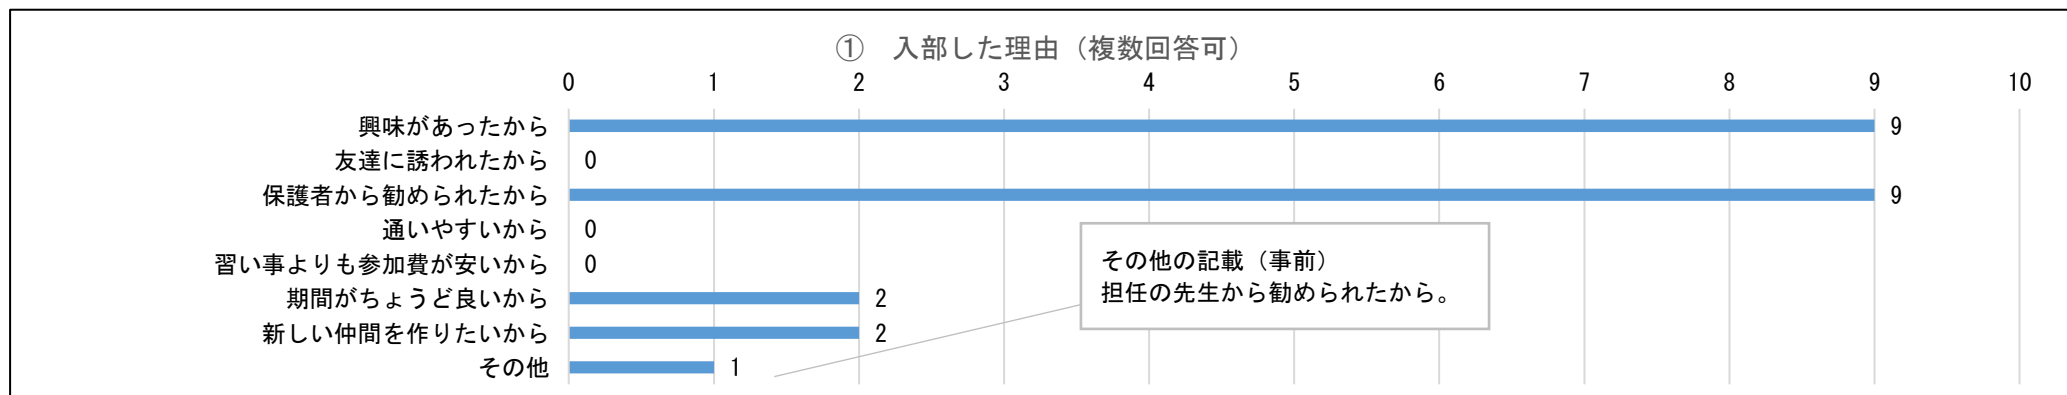 ① 入部した理由（複数回答可）
0 1 2 3 4 5 6 7 8 9 10
興味があったから 9
友達に誘われたから 0
保護者から勧められたから 9
通いやすいから 0
習い事よりも参加費が安いから 0
期間がちょうど良いから 2
新しい仲間を作りたいから 2
その他 1
その他の記載（事前）
担任の先生から勧められたから。